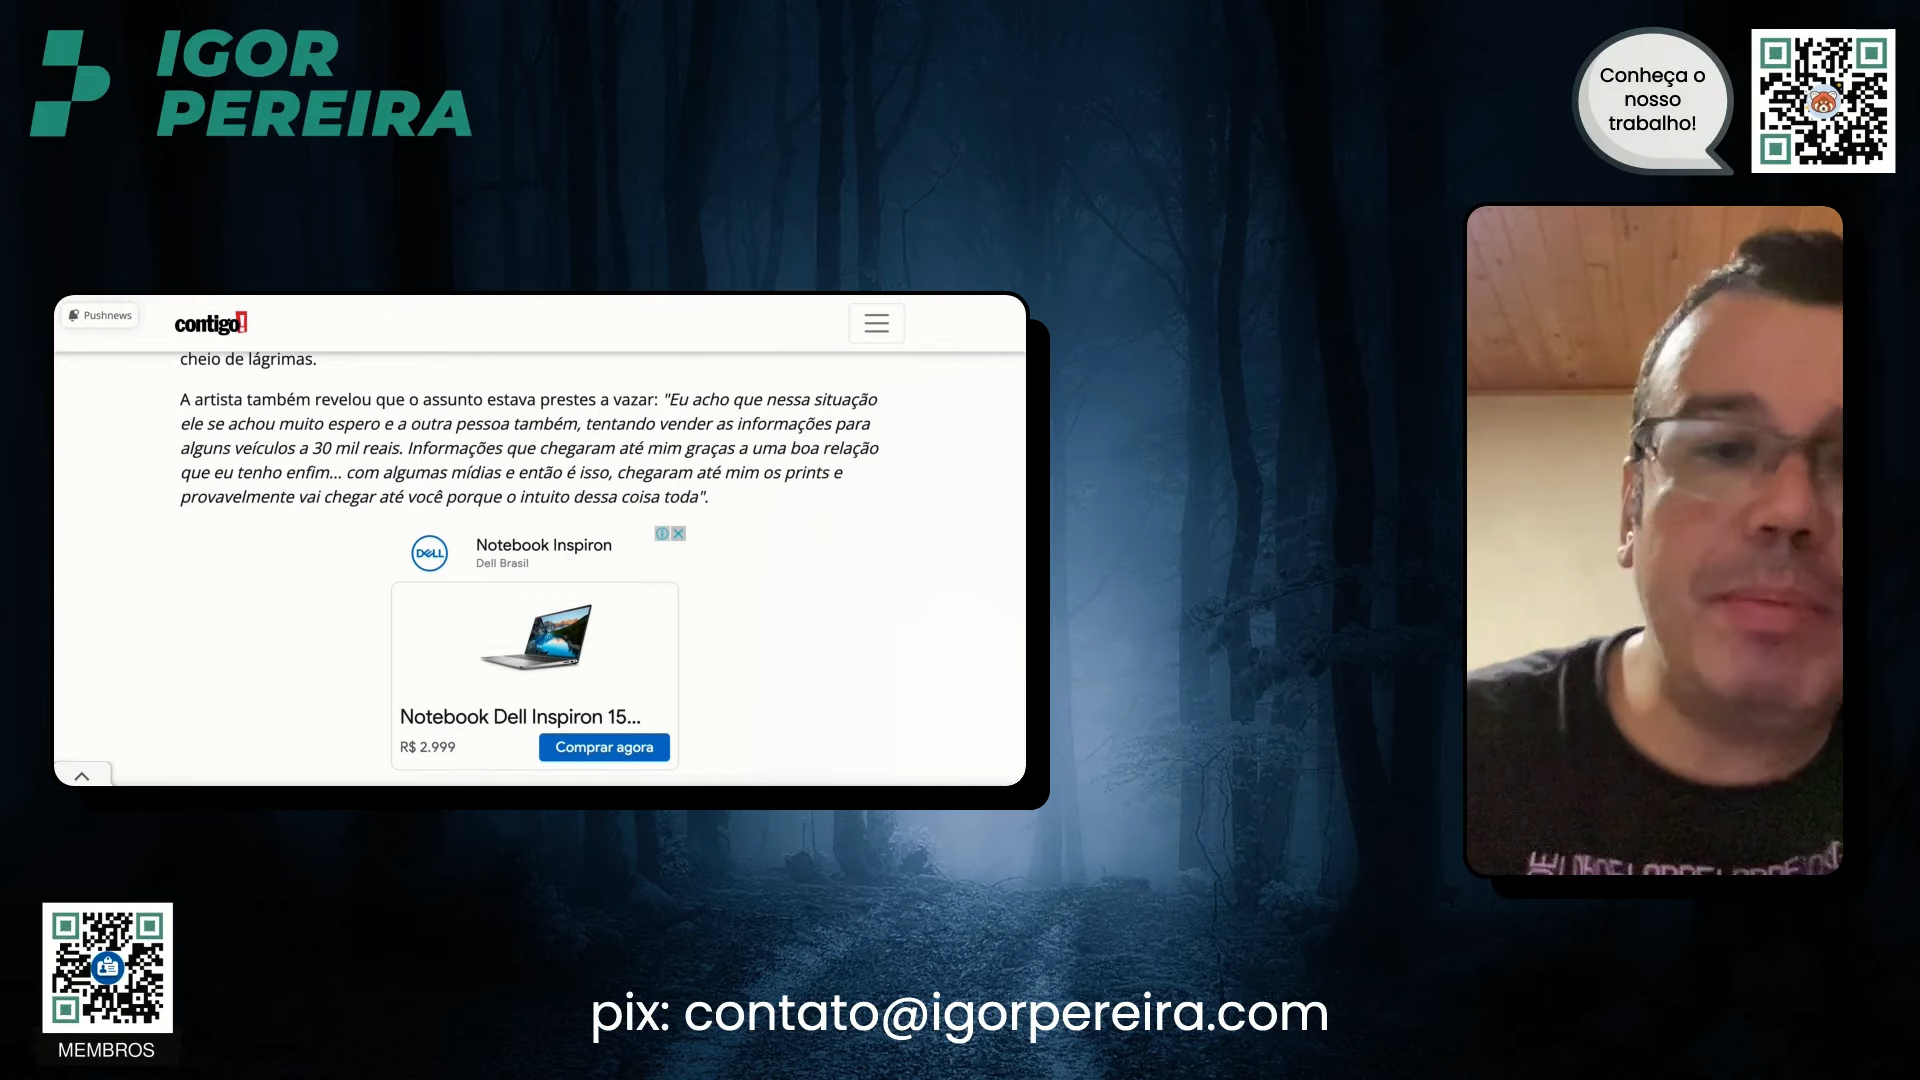 IGOR
PEREIRA
Conheça o
nosso
trabalho!
Pushnews
contigo!
cheio de lágrimas.
A artista também revelou que o assunto estava prestes a vazar: "Eu acho que nessa situação
ele se achou muito espero e a outra pessoa também, tentando vender as informações para
alguns veículos a 30 mil reais. Informações que chegaram até mim graças a uma boa relação
que eu tenho enfim... com algumas mídias e então é isso, chegaram até mim os prints e
provavelmente vai chegar até você porque o intuito dessa coisa toda".
DELL
Notebook Inspiron
Dell Brasil
Notebook Dell Inspiron 15...
R$ 2.999
Comprar agora
MEMBROS
pix: contato@igorpereira.com